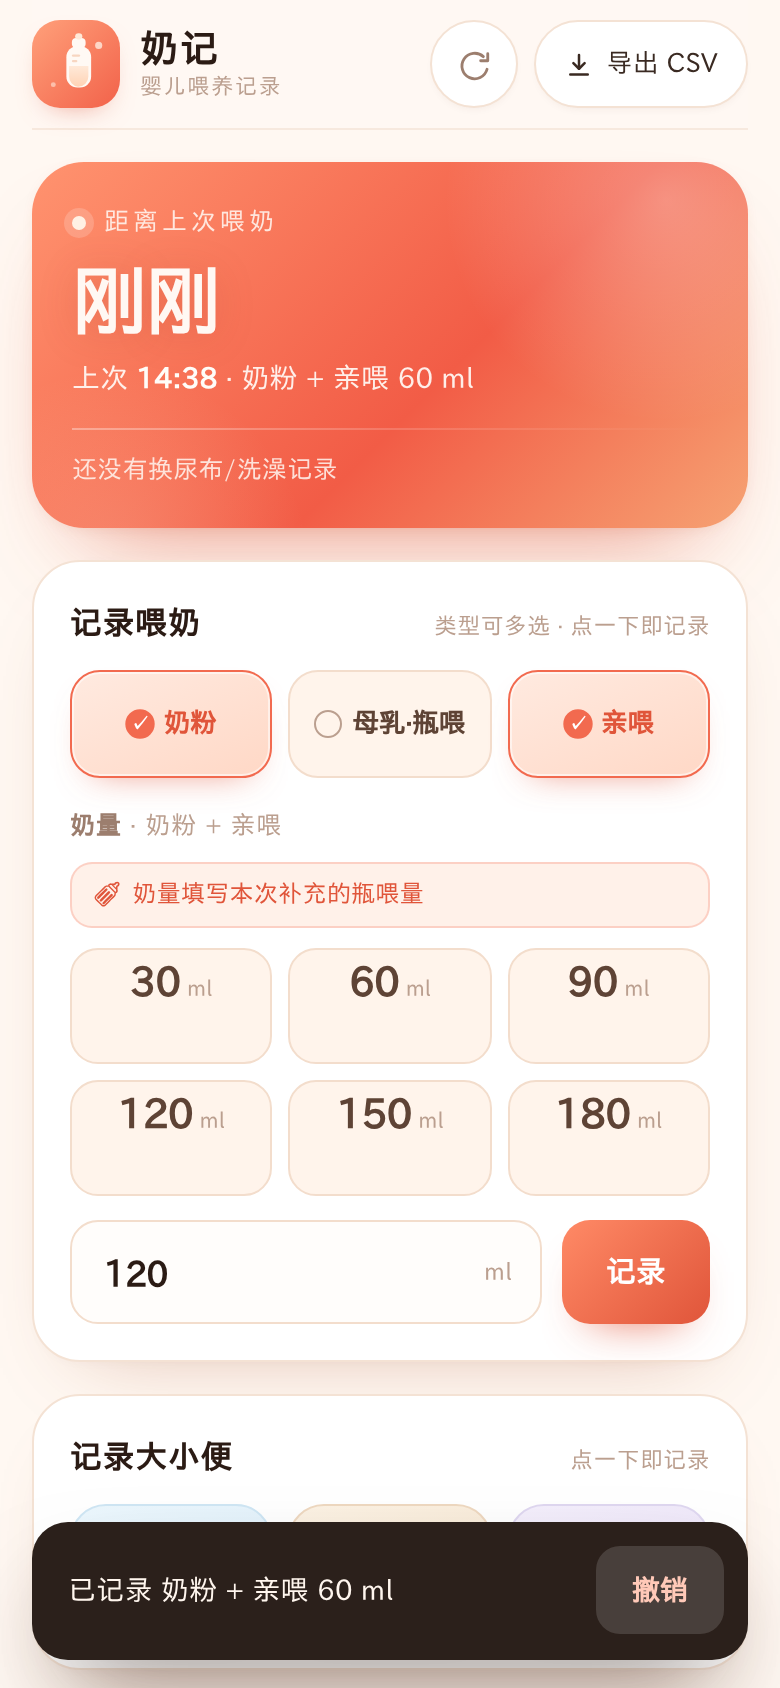 奶记
婴儿喂养记录
导出 CSV
距离上次喂奶
刚刚
上次 14:38 · 奶粉 + 亲喂 60 ml
还没有换尿布/洗澡记录
记录喂奶
类型可多选 · 点一下即记录
奶粉
母乳·瓶喂
亲喂
奶量 · 奶粉 + 亲喂
奶量填写本次补充的瓶喂量
30 ml
60 ml
90 ml
120 ml
150 ml
180 ml
120 ml
记录
记录大小便
点一下即记录
已记录 奶粉 + 亲喂 60 ml
撤销